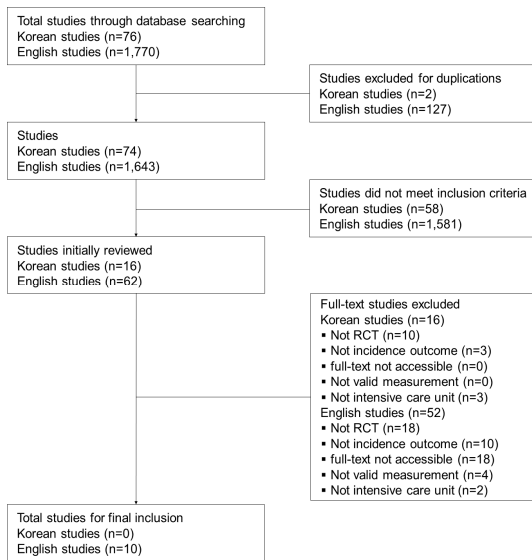 Total studies through database searching
Korean studies (n=76)
English studies (n=1,770)
Studies excluded for duplications
Korean studies (n=2)
English studies (n=127)
Studies
Korean studies (n=74)
English studies (n=1,643)
Studies did not meet inclusion criteria
Korean studies (n=58)
English studies (n=1,581)
Studies initially reviewed
Korean studies (n=16)
English studies (n=62)
Full-text studies excluded
Korean studies (n=16)
▪ Not RCT (n=10)
▪ Not incidence outcome (n=3)
▪ full-text not accessible (n=0)
▪ Not valid measurement (n=0)
▪ Not intensive care unit (n=3)
English studies (n=52)
▪ Not RCT (n=18)
▪ Not incidence outcome (n=10)
▪ full-text not accessible (n=18)
▪ Not valid measurement (n=4)
▪ Not intensive care unit (n=2)
Total studies for final inclusion
Korean studies (n=0)
English studies (n=10)